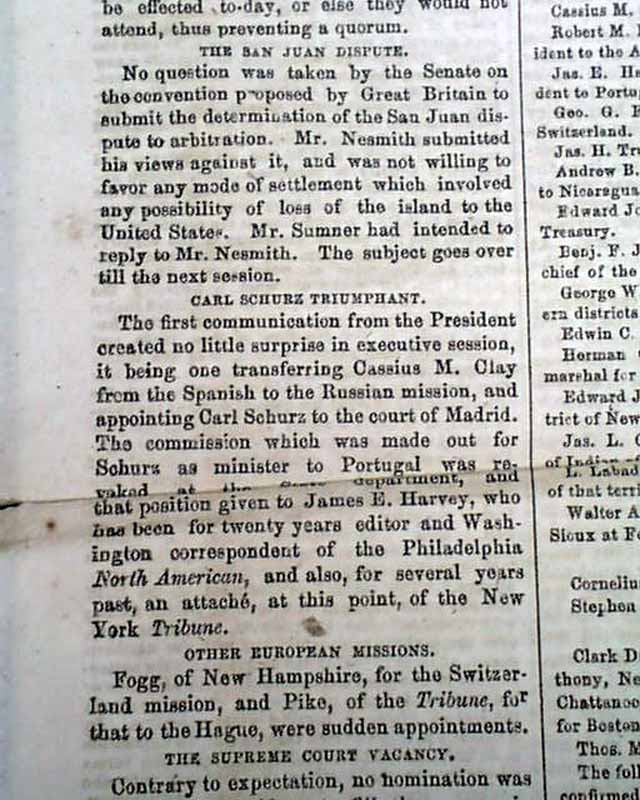 be effected to-day, or else they would not
attend, thus preventing a quorum.
THE SAN JUAN DISPUTE.
No question was taken by the Senate on
the convention proposed by Great Britain to
submit the determination of the San Juan dis-
pute to arbitration. Mr. Nesmith submitted
his views against it, and was not willing to
favor any mode of settlement which involved
any possibility of loss of the island to the
United States. Mr. Sumner had intended to
reply to Mr. Nesmith. The subject goes over
till the next session.
CARL SCHURZ TRIUMPHANT.
The first communication from the President
created no little surprise in executive session,
it being one transferring Cassius M. Clay
from the Spanish to the Russian mission, and
appointing Carl Schurz to the court of Madrid.
The commission which was made out for
Schurz as minister to Portugal was re-
voked at the State department, and
that position given to James E. Harvey, who
has been for twenty years editor and Wash-
ington correspondent of the Philadelphia
North American, and also, for several years
past, an attaché, at this point, of the New
York Tribune.
OTHER EUROPEAN MISSIONS.
Fogg, of New Hampshire, for the Switzer-
land mission, and Pike, of the Tribune, for
that to the Hague, were sudden appointments.
THE SUPREME COURT VACANCY.
Contrary to expectation, no nomination was
Cassius M.
Robert M.
ident to the
Jas. E.
dent to
Geo. G.
Switzerland.
Jas. H.
Andrew B.
to Nicaragua
Edward
Treasury.
Benj. F.
chief of the
George
ern districts
Edwin C.
Herman
marshal for
Edward J
trict of New
Jas. L.
of
L.
of that
Walter A
Sioux at
Stephen
Clark
thony,
for Boston
Thos.
The
confirmed